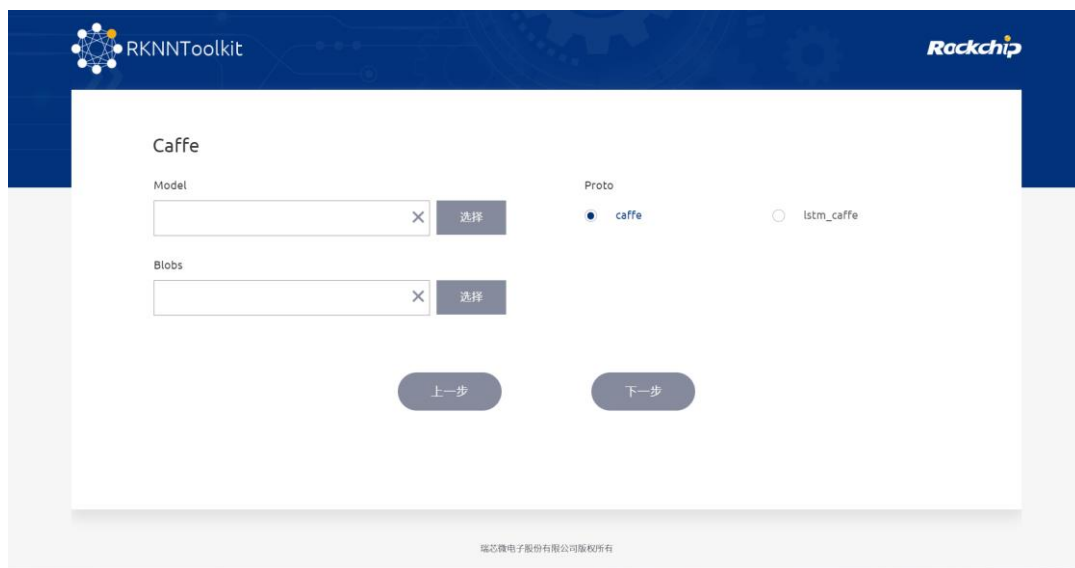 RKNNToolkit
Rockchip
Caffe
Model
Proto
选择
caffe
lstm_caffe
Blobs
选择
上一步
下一步
瑞芯微电子股份有限公司版权所有